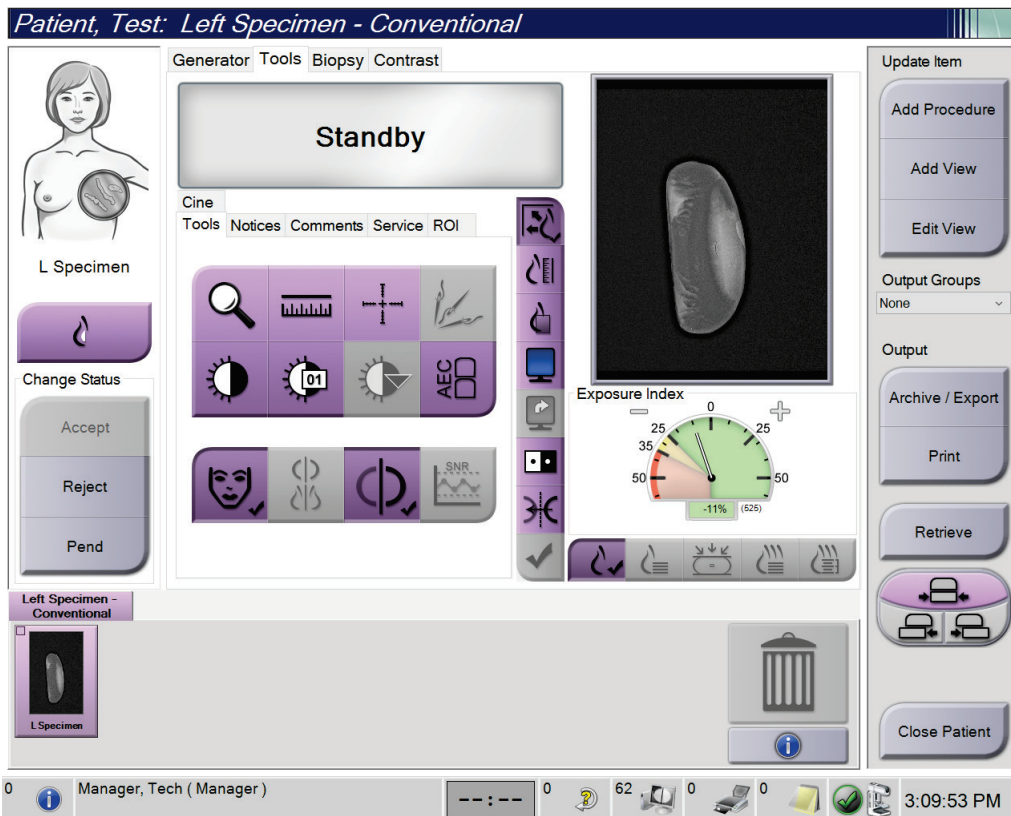 Patient, Test: Left Specimen - Conventional
Generator Tools Biopsy Contrast
Standby
Cine
Tools Notices Comments Service ROI
01
AEC
SNR
L Specimen
Change Status
Accept
Reject
Pend
Exposure Index
0
25 25
35
50 50
-11% (525)
Update Item
Add Procedure
Add View
Edit View
Output Groups
None
Output
Archive / Export
Print
Retrieve
Close Patient
Left Specimen -
Conventional
L Specimen
0 Manager, Tech ( Manager ) --:-- 0 62 0 0 3:09:53 PM